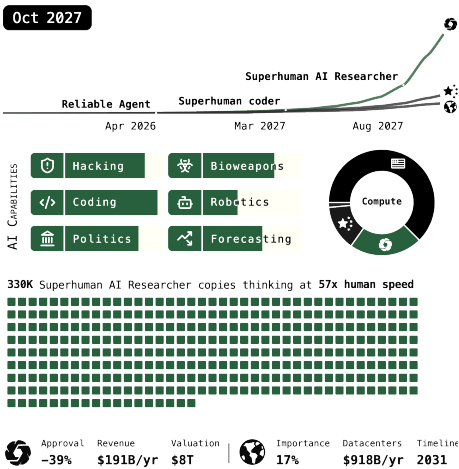 Oct 2027
Superhuman AI Researcher
Reliable Agent
Superhuman coder
Apr 2026
Mar 2027
Aug 2027
AI Capabilities
Hacking
Bioweapons
Coding
Robotics
Politics
Forecasting
Compute
330K Superhuman AI Researcher copies thinking at 57x human speed
Approval Revenue Valuation Importance Datacenters Timeline
−39% $191B/yr $8T 17% $918B/yr 2031